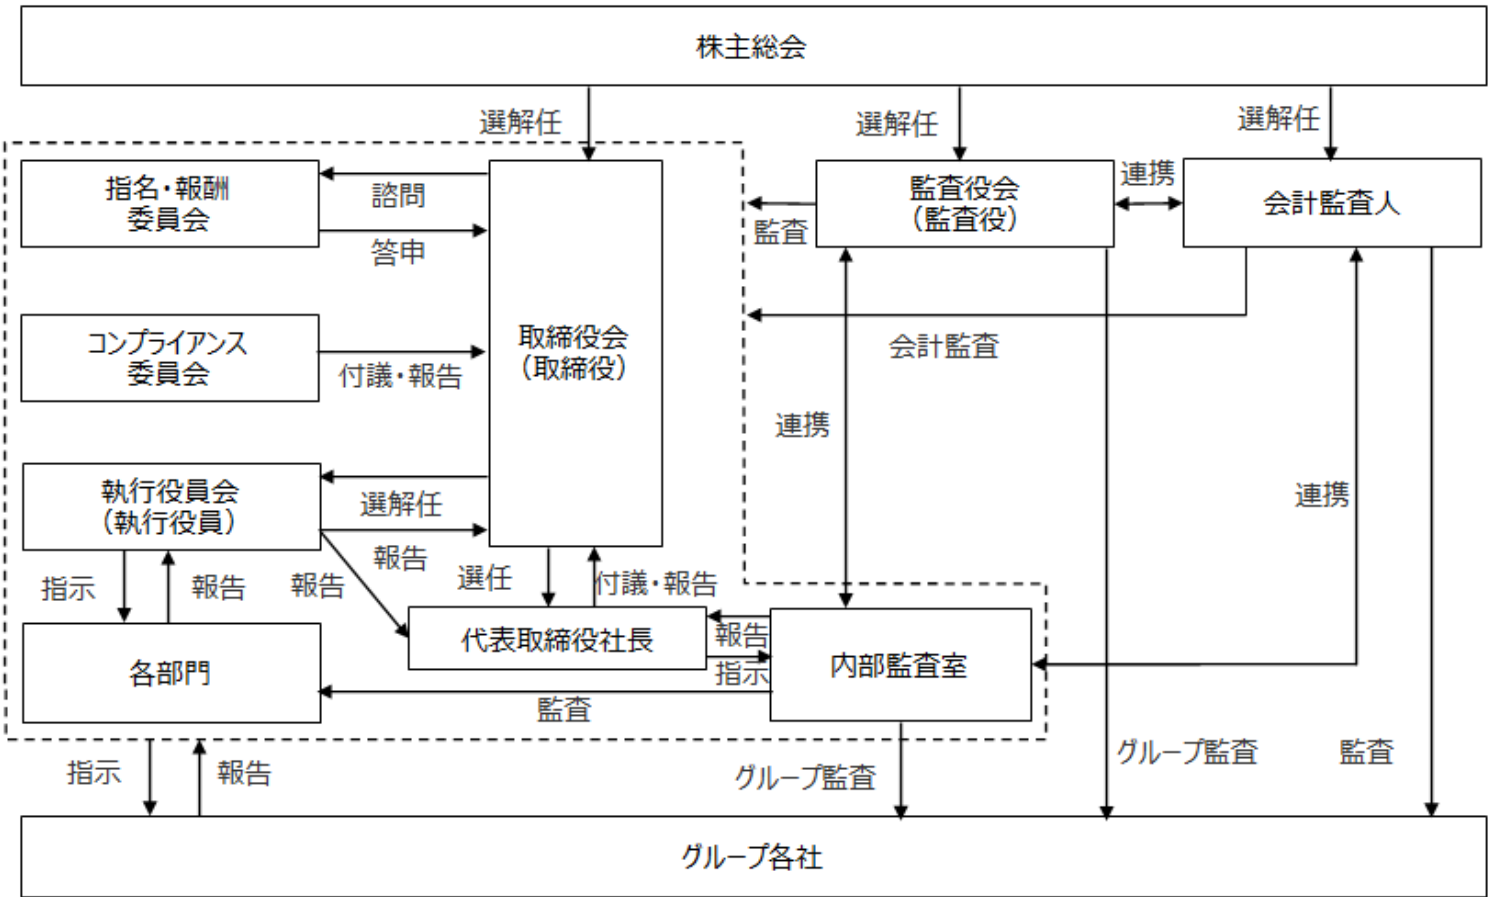 株主総会
選解任
選解任
選解任
指名・報酬
委員会
諮問
答申
監査
監査役会
（監査役）
連携
会計監査人
コンプライアンス
委員会
付議・報告
取締役会
（取締役）
会計監査
連携
連携
執行役員会
（執行役員）
選解任
報告
指示
報告
報告
選任
付議・報告
各部門
代表取締役社長
報告
指示
内部監査室
監査
指示
報告
グループ監査
グループ監査
監査
グループ各社